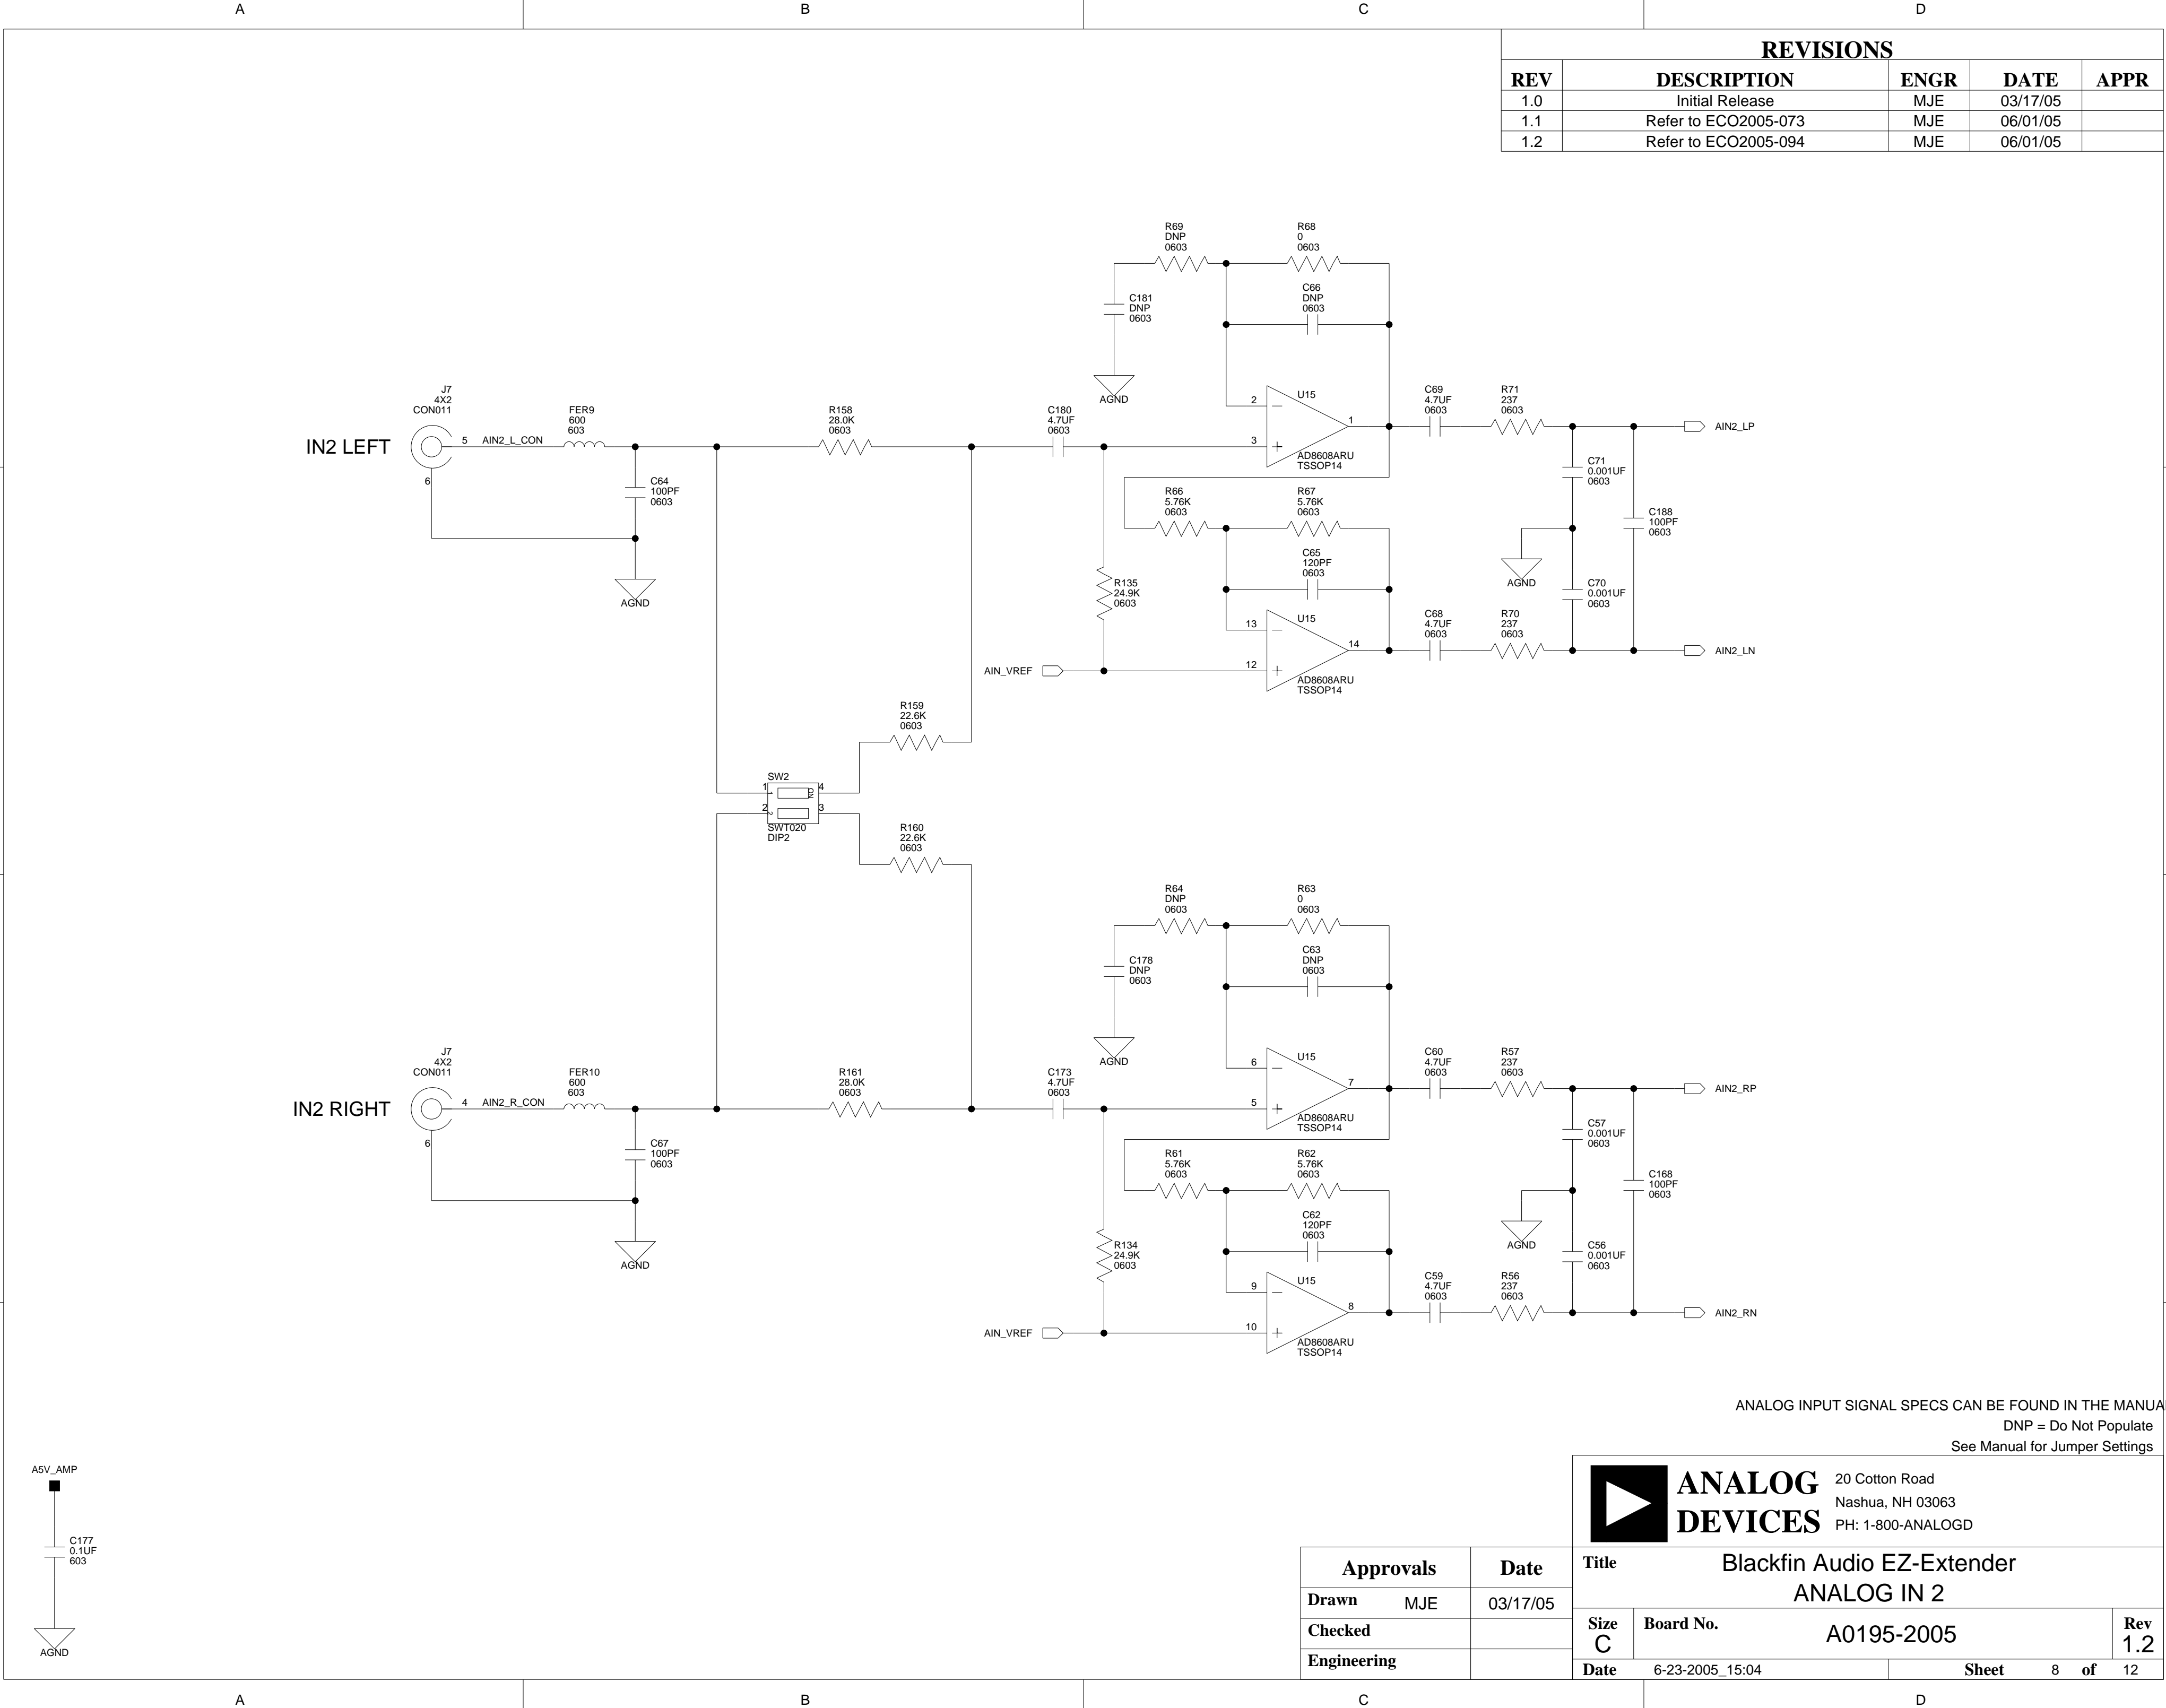 A B C D
REVISIONS
REV DESCRIPTION ENGR DATE APPR
1.0 Initial Release MJE 03/17/05
1.1 Refer to ECO2005-073 MJE 06/01/05
1.2 Refer to ECO2005-094 MJE 06/01/05
R69
DNP
0603
R68
0
0603
C181
DNP
0603
C66
DNP
0603
AGND
J7
4X2
CON011
IN2 LEFT
5
AIN2_L_CON
6
FER9
600
603
C64
100PF
0603
AGND
R158
28.0K
0603
C180
4.7UF
0603
2
3
U15
1
AD8608ARU
TSSOP14
C69
4.7UF
0603
R71
237
0603
AIN2_LP
C71
0.001UF
0603
R66
5.76K
0603
R67
5.76K
0603
C188
100PF
0603
AGND
C65
120PF
0603
R135
24.9K
0603
C70
0.001UF
0603
13
12
U15
14
AD8608ARU
TSSOP14
C68
4.7UF
0603
R70
237
0603
AIN2_LN
AIN_VREF
R159
22.6K
0603
SW2
1 1 ON 4
2 2 3
SWT020
DIP2
R160
22.6K
0603
R64
DNP
0603
R63
0
0603
C178
DNP
0603
C63
DNP
0603
AGND
J7
4X2
CON011
IN2 RIGHT
4
AIN2_R_CON
6
FER10
600
603
C67
100PF
0603
AGND
R161
28.0K
0603
C173
4.7UF
0603
6
5
U15
7
AD8608ARU
TSSOP14
C60
4.7UF
0603
R57
237
0603
AIN2_RP
C57
0.001UF
0603
R61
5.76K
0603
R62
5.76K
0603
C168
100PF
0603
AGND
C62
120PF
0603
R134
24.9K
0603
C56
0.001UF
0603
9
10
U15
8
AD8608ARU
TSSOP14
C59
4.7UF
0603
R56
237
0603
AIN2_RN
AIN_VREF
ANALOG INPUT SIGNAL SPECS CAN BE FOUND IN THE MANUA
DNP = Do Not Populate
See Manual for Jumper Settings
A5V_AMP
C177
0.1UF
603
AGND
ANALOG
DEVICES
20 Cotton Road
Nashua, NH 03063
PH: 1-800-ANALOGD
Approvals Date
Drawn MJE 03/17/05
Checked
Engineering
Title Blackfin Audio EZ-Extender
ANALOG IN 2
Size C
Board No. A0195-2005
Rev 1.2
Date 6-23-2005_15:04
Sheet 8 of 12
A B C D